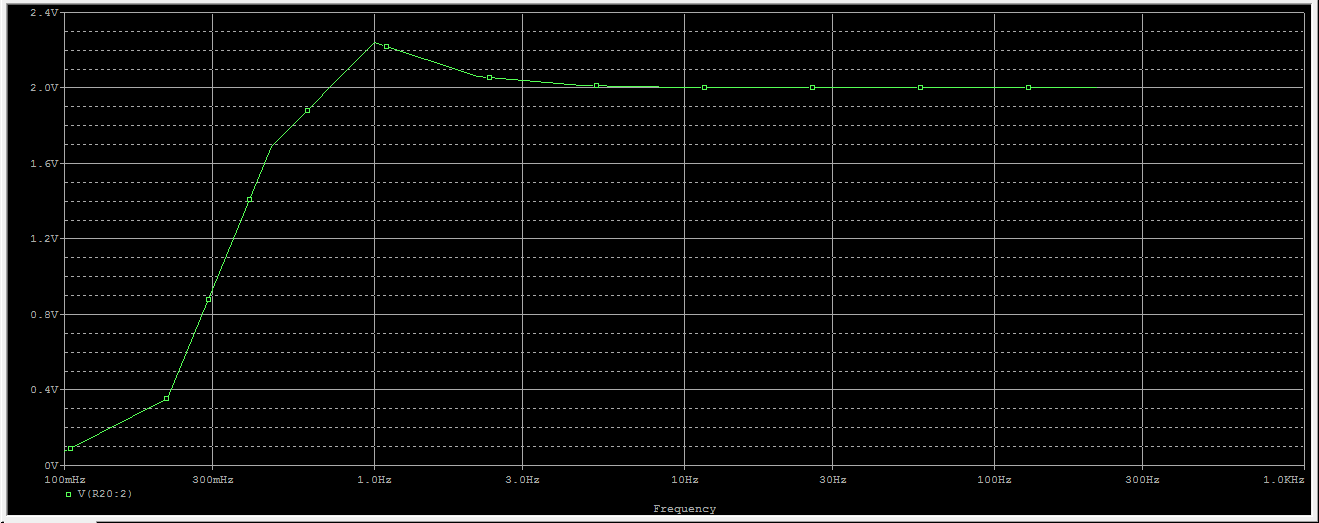 2.4V
2.0V
1.6V
1.2V
0.8V
0.4V
0V
100mHz 300mHz 1.0Hz 3.0Hz 10Hz 30Hz 100Hz 300Hz 1.0KHz
V(R20:2)
Frequency